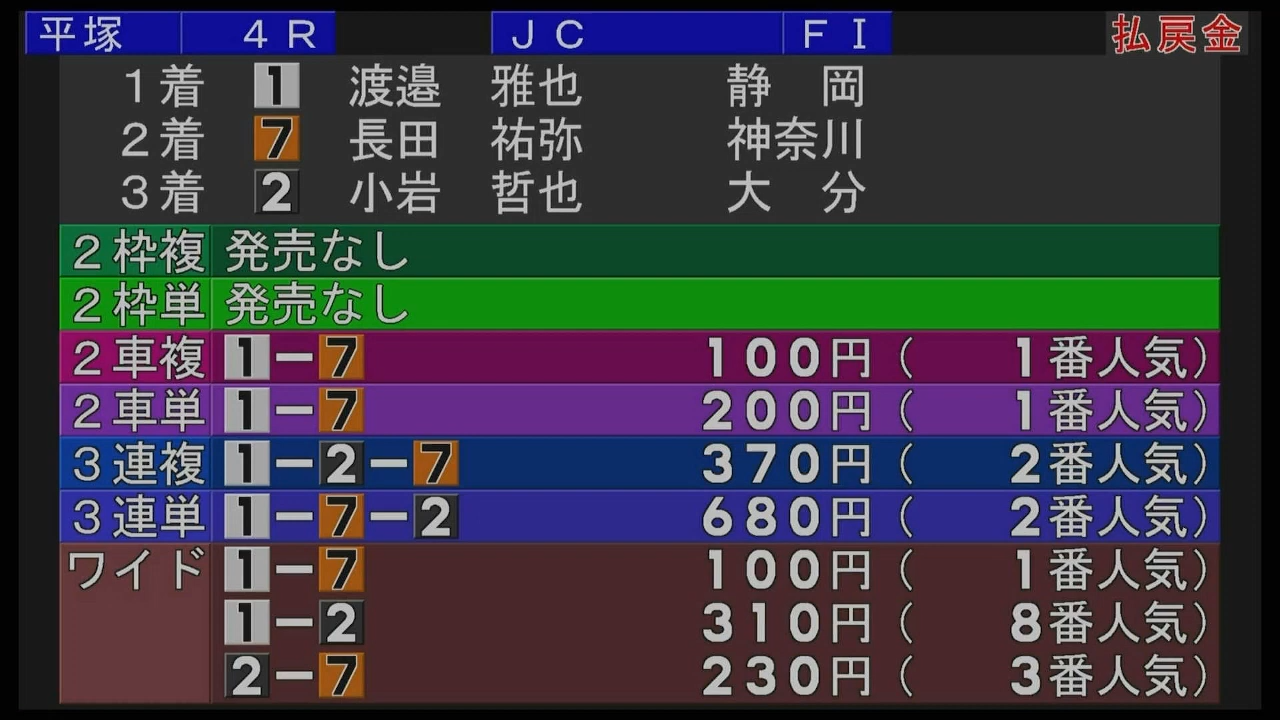 平塚 4R JC FⅠ 払戻金
1着 1 渡邉 雅也 静岡
2着 7 長田 祐弥 神奈川
3着 2 小岩 哲也 大分
2枠複 発売なし
2枠単 発売なし
2車複 1-7 100円( 1番人気)
2車単 1-7 200円( 1番人気)
3連複 1-2-7 370円( 2番人気)
3連単 1-7-2 680円( 2番人気)
ワイド 1-7 100円( 1番人気)
1-2 310円( 8番人気)
2-7 230円( 3番人気)